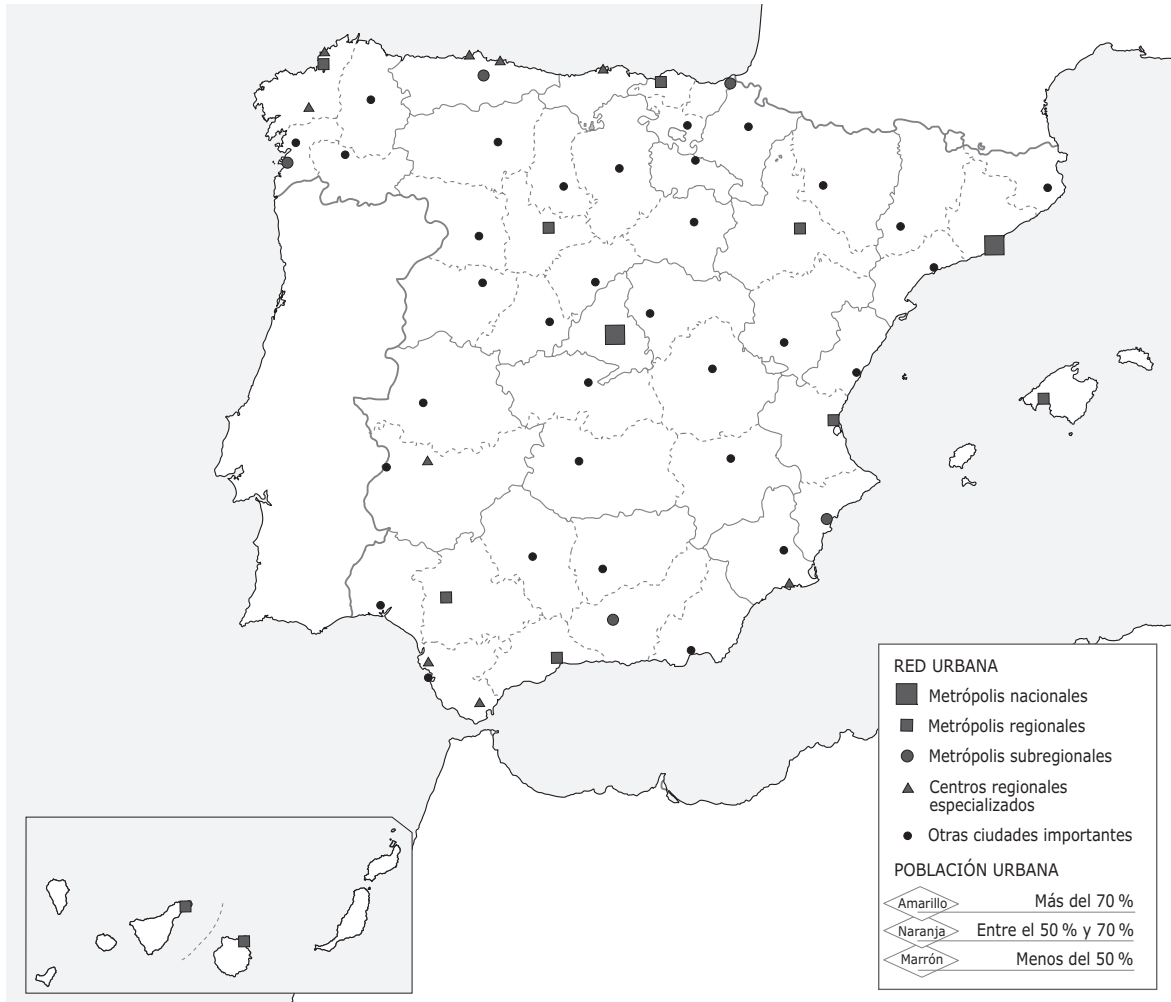 RED URBANA
Metrópolis nacionales
Metrópolis regionales
Metrópolis subregionales
Centros regionales
especializados
Otras ciudades importantes
POBLACIÓN URBANA
Amarillo Más del 70 %
Naranja Entre el 50 % y 70 %
Marrón Menos del 50 %